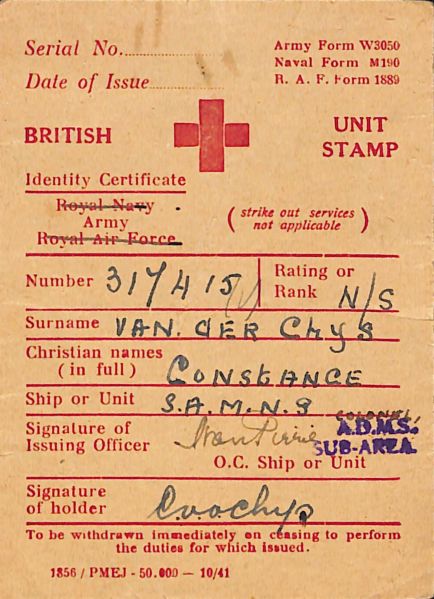 Serial No.
Army Form W3050
Naval Form M190
Date of Issue
R. A. F. Form 1889
BRITISH
UNIT
STAMP
Identity Certificate
Royal Navy
Army
Royal Air Force
( strike out services
not applicable )
Number 317415
Rating or
Rank N/S
Surname VAN. der Chys
Christian names
(in full) Constance
Ship or Unit S.A.M.N.S
Signature of
Issuing Officer
COLONEL,
A.D.M.S.
SUB-AREA
O.C. Ship or Unit
Signature
of holder
To be withdrawn immediately on ceasing to perform
the duties for which issued.
1856 / PMEJ - 50.000 — 10/41